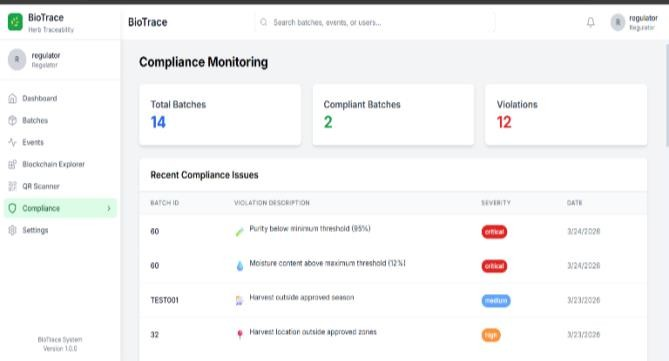 BioTrace
Herb Traceability
BioTrace
Search batches, events, or users...
R
regulator
Regulator
R
regulator
Regulator
Dashboard
Batches
Events
Blockchain Explorer
QR Scanner
Compliance
Settings
BioTrace System
Version 1.0.0
Compliance Monitoring
Total Batches
14
Compliant Batches
2
Violations
12
Recent Compliance Issues
BATCH ID VIOLATION DESCRIPTION SEVERITY DATE
60 Purity below minimum threshold (95%) critical 3/24/2026
60 Moisture content above maximum threshold (12%) critical 3/24/2026
TEST001 Harvest outside approved season medium 3/23/2026
32 Harvest location outside approved zones high 3/23/2026